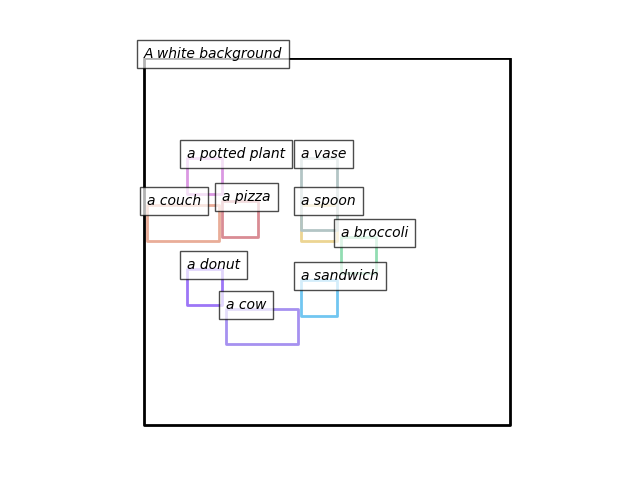 A white background
a potted plant
a vase
a couch
a pizza
a spoon
a broccoli
a donut
a sandwich
a cow